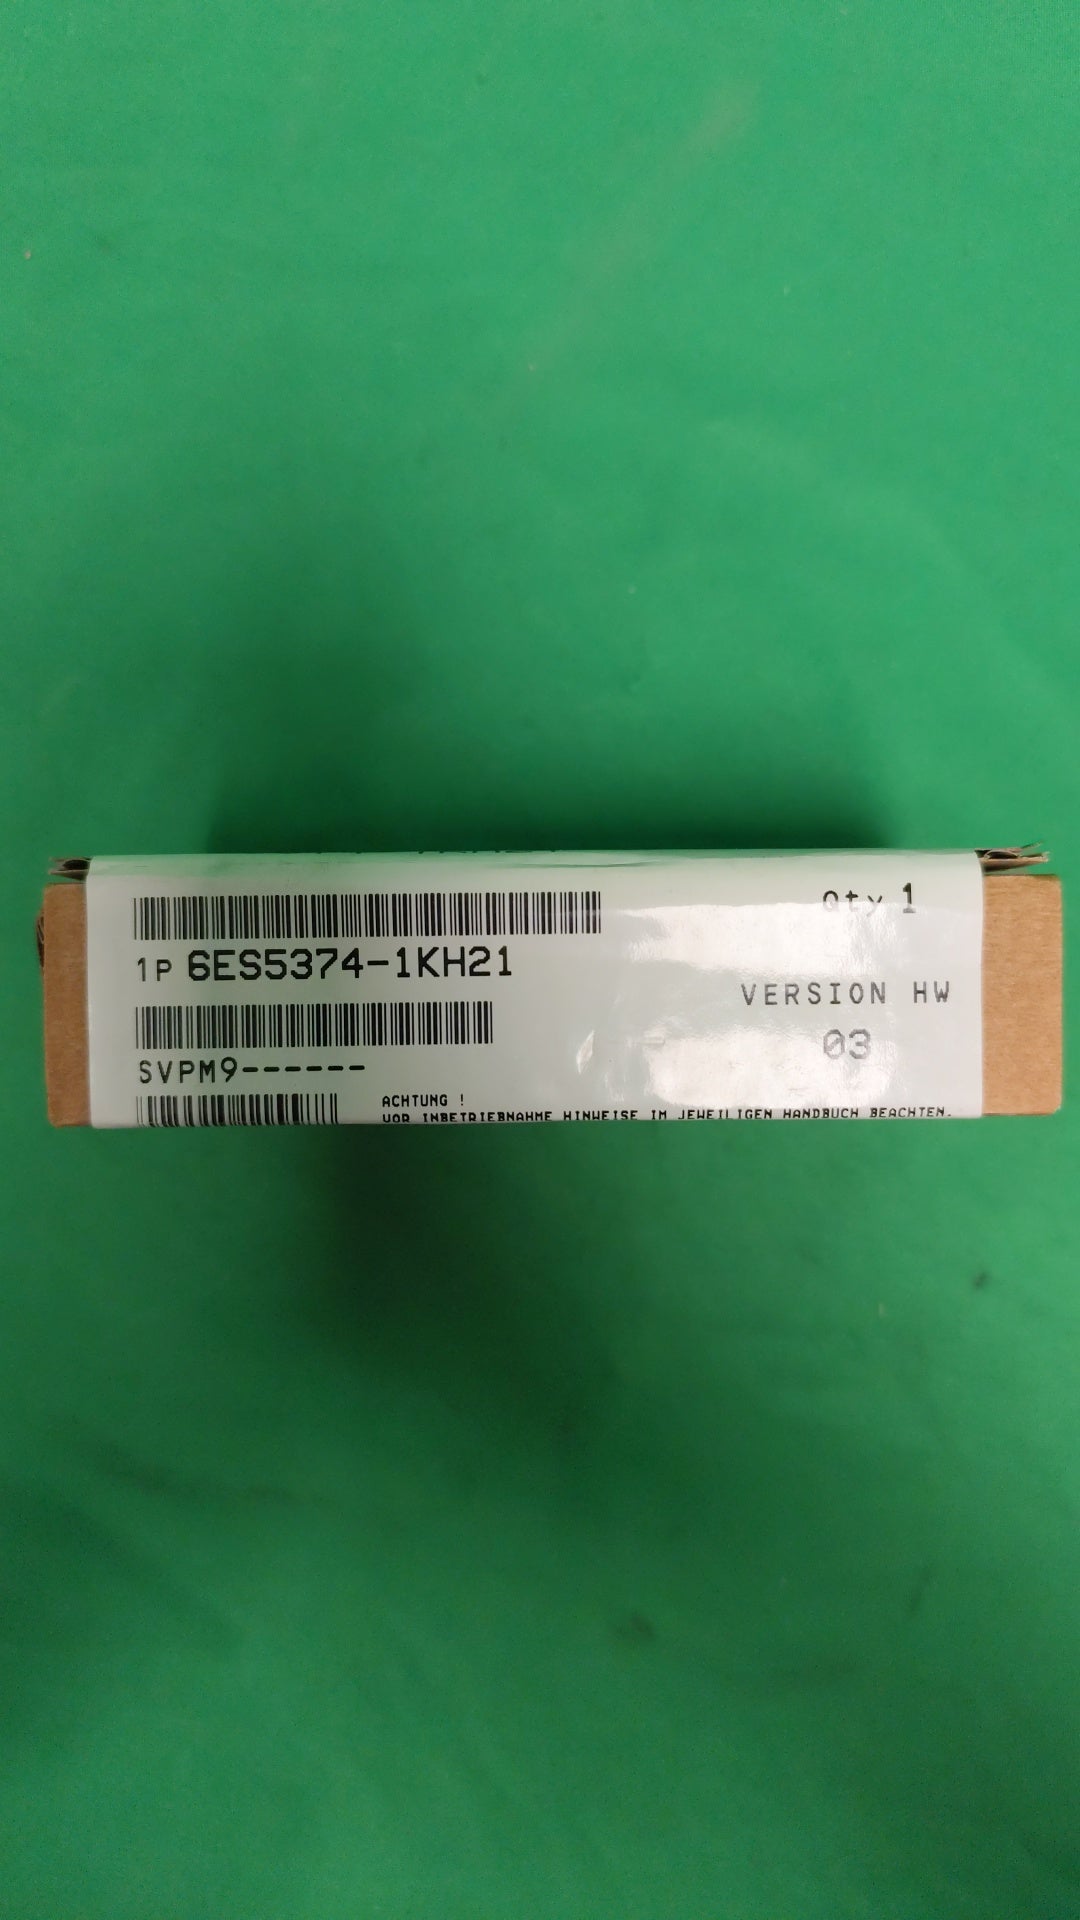 Qty 1
1P 6ES5374-1KH21
VERSION HW
03
SVPM9------
ACHTUNG !
VOR INBETRIEBNAHME HINWEISE IM JEWEILIGEN HANDBUCH BEACHTEN.